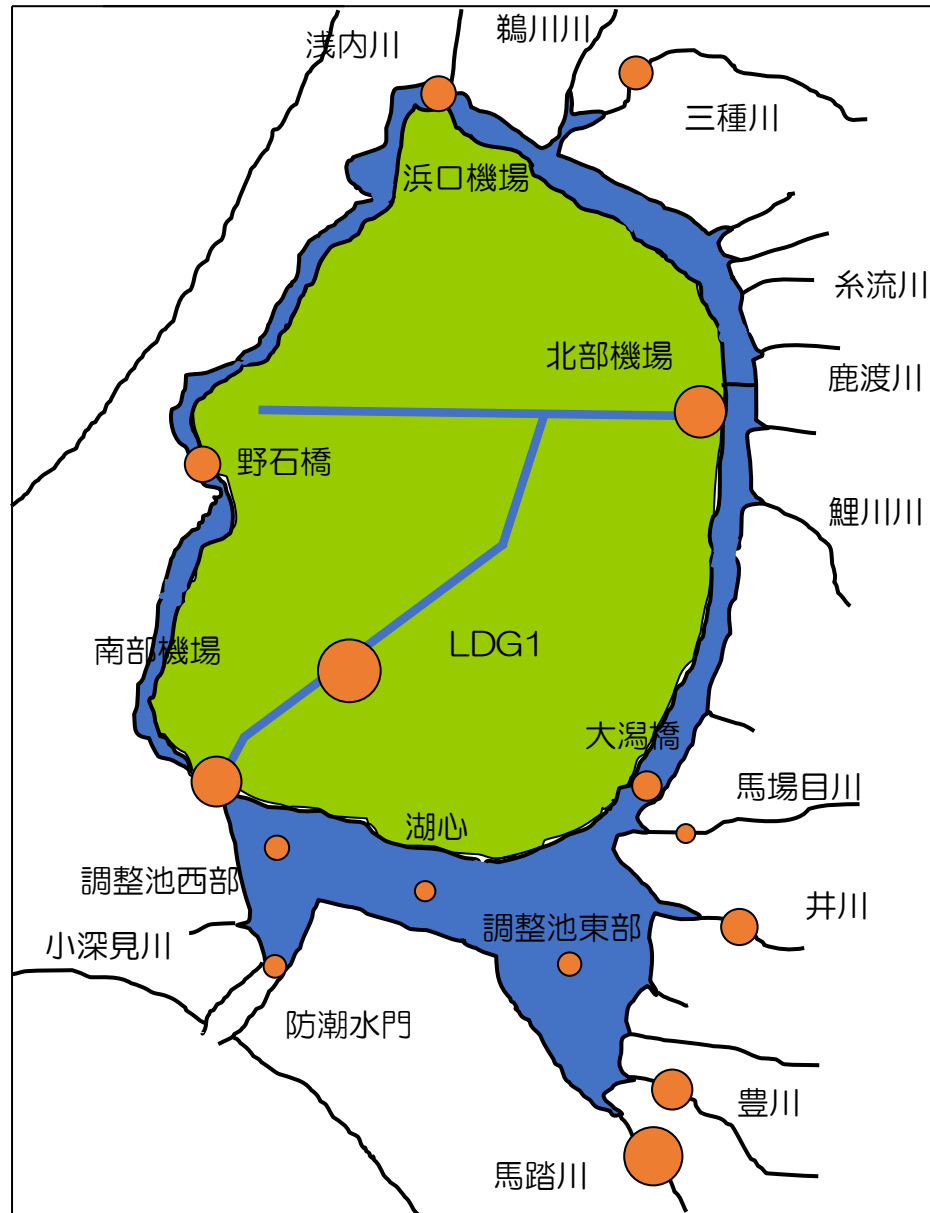 鵜川川
浅内川
三種川
浜口機場
糸流川
北部機場
鹿渡川
野石橋
鯉川川
南部機場
LDG1
大潟橋
馬場目川
湖心
調整池西部
井川
調整池東部
小深見川
防潮水門
豊川
馬踏川